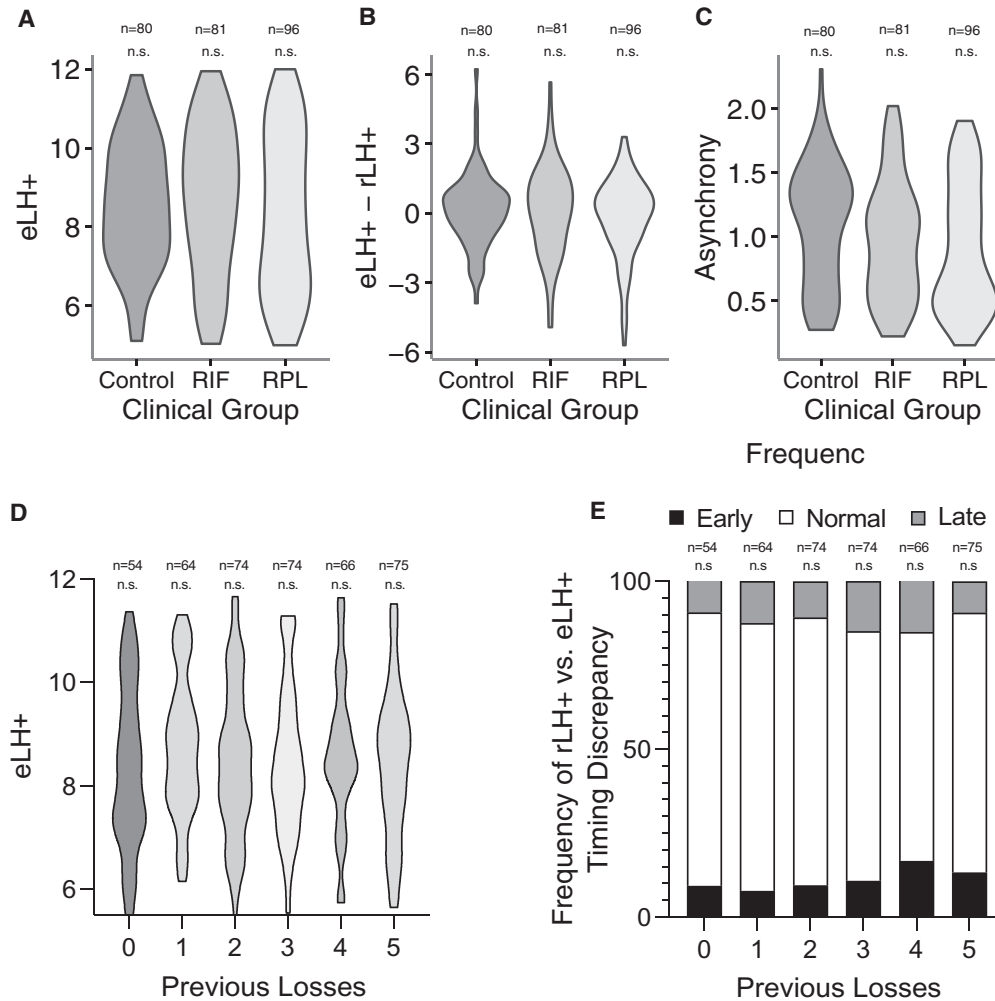 A
n=80 n=81 n=96
n.s. n.s. n.s.
12
10
8
6
eLH+
Control RIF RPL
Clinical Group
B
n=80 n=81 n=96
n.s. n.s. n.s.
6
3
0
−3
−6
eLH+ − rLH+
Control RIF RPL
Clinical Group
C
n=80 n=81 n=96
n.s. n.s. n.s.
2.0
1.5
1.0
0.5
Asynchrony
Control RIF RPL
Clinical Group
Frequenc
D
n=54 n=64 n=74 n=74 n=66 n=75
n.s. n.s. n.s. n.s. n.s. n.s.
12
10
8
6
eLH+
0 1 2 3 4 5
Previous Losses
E
Early Normal Late
n=54 n=64 n=74 n=74 n=66 n=75
n.s n.s n.s n.s n.s n.s
100
50
0
Frequency of rLH+ vs. eLH+
Timing Discrepancy
0 1 2 3 4 5
Previous Losses